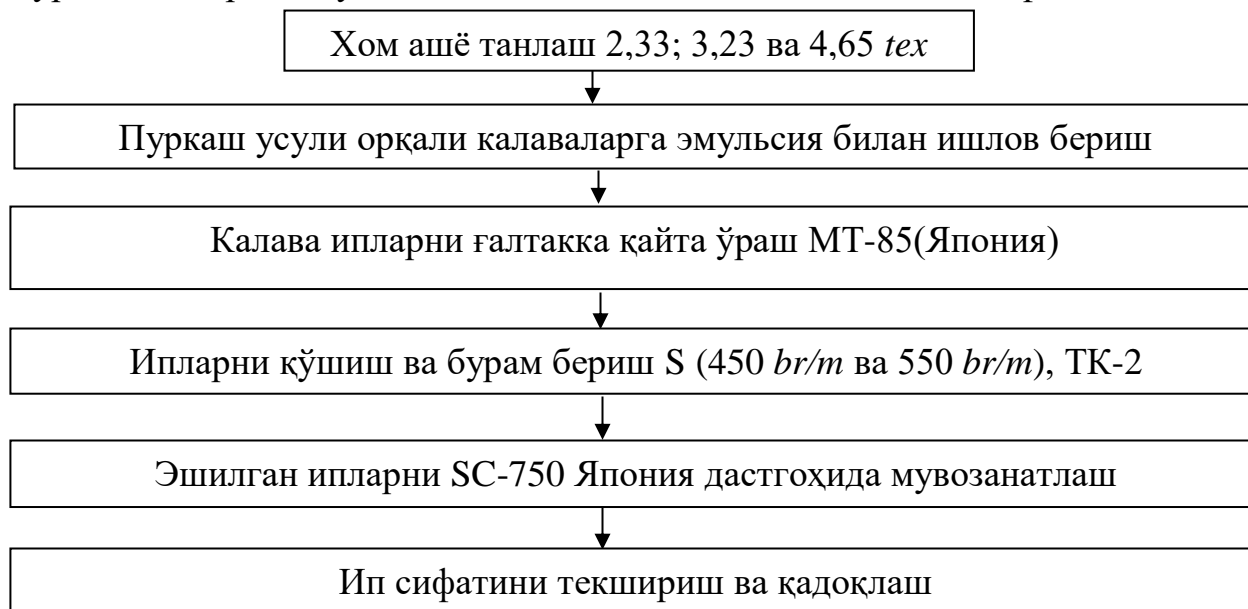 Хом ашё танлаш 2,33; 3,23 ва 4,65 tex
Пуркаш усули орқали калаваларга эмульсия билан ишлов бериш
Калава ипларни ғалтакка қайта ўраш МТ-85(Япония)
Ипларни қўшиш ва бурам бериш S (450 br/m ва 550 br/m), ТК-2
Эшилган ипларни SC-750 Япония дастгоҳида мувозанатлаш
Ип сифатини текшириш ва қадоқлаш